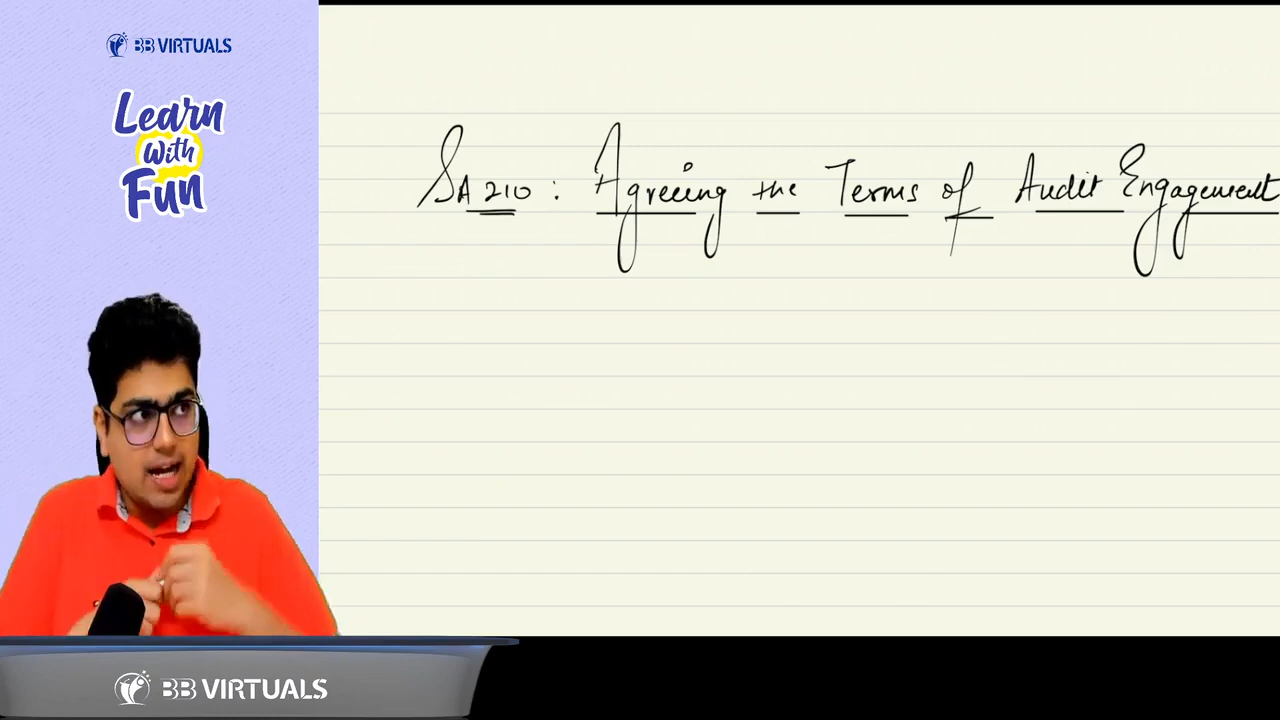 BB VIRTUALS
Learn
With
Fun
SA 210 : Agreeing the Terms of Audit Engagement
BB VIRTUALS